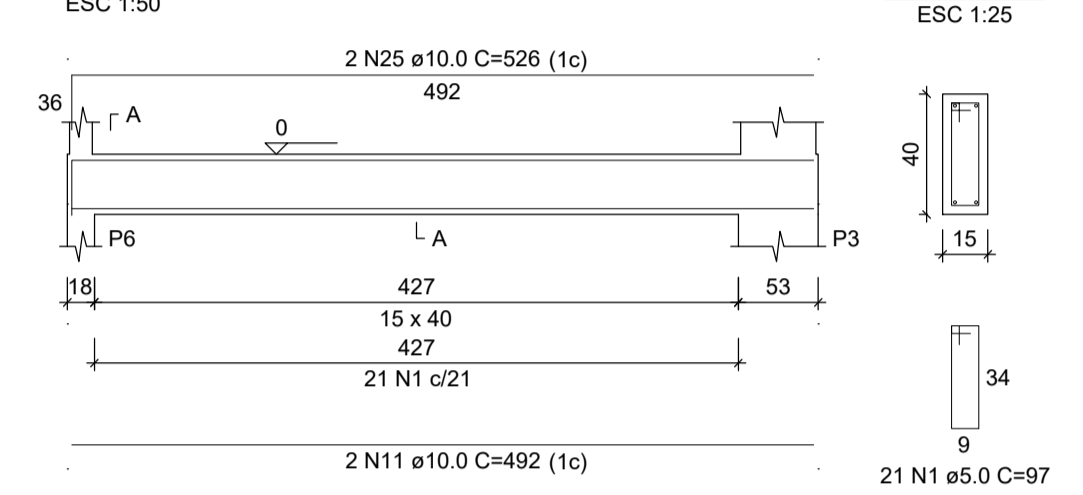 ESC 1:50
ESC 1:25
2 N25 ø10.0 C=526 (1c)
492
36
A
0
40
P6
A
P3
15
18
427
53
15 x 40
427
21 N1 c/21
34
9
2 N11 ø10.0 C=492 (1c)
21 N1 ø5.0 C=97